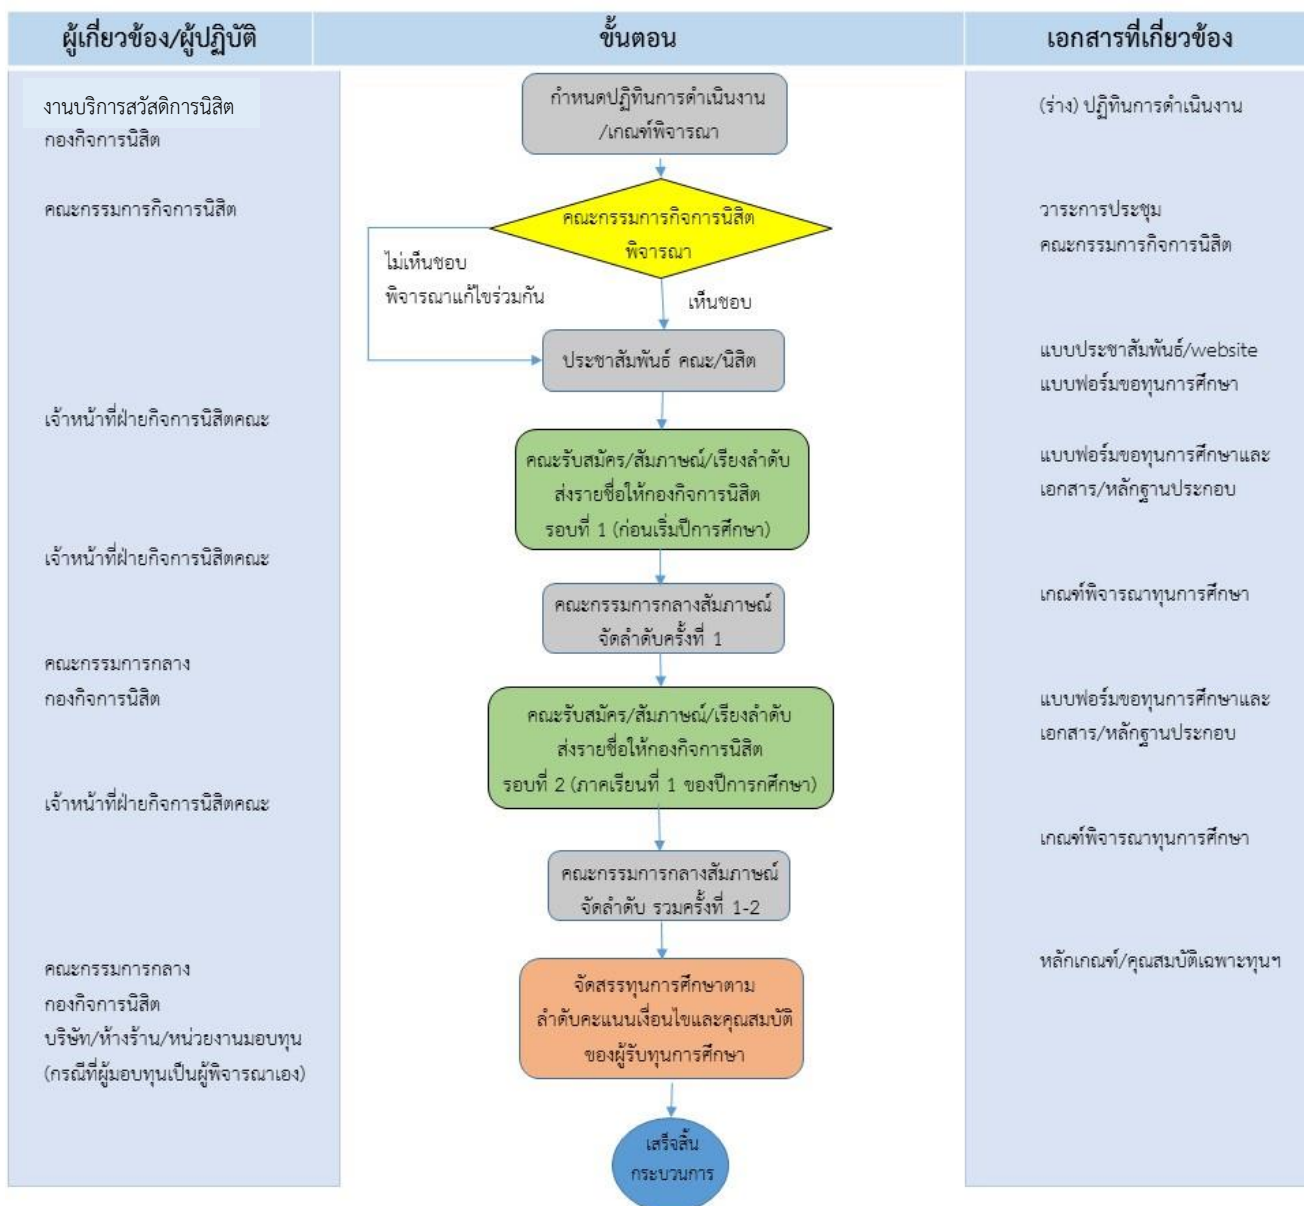 ผู้เกี่ยวข้อง/ผู้ปฏิบัติ
ขั้นตอน
เอกสารที่เกี่ยวข้อง
งานบริการสวัสดิการนิสิต
กองกิจการนิสิต
กำหนดปฏิทินการดำเนินงาน
/เกณฑ์พิจารณา
(ร่าง) ปฏิทินการดำเนินงาน
คณะกรรมการกิจการนิสิต
คณะกรรมการกิจการนิสิต
พิจารณา
วาระการประชุม
คณะกรรมการกิจการนิสิต
ไม่เห็นชอบ
พิจารณาแก้ไขร่วมกัน
เห็นชอบ
ประชาสัมพันธ์ คณะ/นิสิต
แบบประชาสัมพันธ์/website
แบบฟอร์มขอทุนการศึกษา
เจ้าหน้าที่ฝ่ายกิจการนิสิตคณะ
คณะรับสมัคร/สัมภาษณ์/เรียงลำดับ
ส่งรายชื่อให้กองกิจการนิสิต
รอบที่ 1 (ก่อนเริ่มปีการศึกษา)
แบบฟอร์มขอทุนการศึกษาและ
เอกสาร/หลักฐานประกอบ
เจ้าหน้าที่ฝ่ายกิจการนิสิตคณะ
คณะกรรมการกลางสัมภาษณ์
จัดลำดับครั้งที่ 1
เกณฑ์พิจารณาทุนการศึกษา
คณะกรรมการกลาง
กองกิจการนิสิต
คณะรับสมัคร/สัมภาษณ์/เรียงลำดับ
ส่งรายชื่อให้กองกิจการนิสิต
รอบที่ 2 (ภาคเรียนที่ 1 ของปีการกศึกษา)
แบบฟอร์มขอทุนการศึกษาและ
เอกสาร/หลักฐานประกอบ
เจ้าหน้าที่ฝ่ายกิจการนิสิตคณะ
คณะกรรมการกลางสัมภาษณ์
จัดลำดับ รวมครั้งที่ 1-2
เกณฑ์พิจารณาทุนการศึกษา
คณะกรรมการกลาง
กองกิจการนิสิต
บริษัท/ห้างร้าน/หน่วยงานมอบทุน
(กรณีที่ผู้มอบทุนเป็นผู้พิจารณาเอง)
จัดสรรทุนการศึกษาตาม
ลำดับคะแนนเงื่อนไขและคุณสมบัติ
ของผู้รับทุนการศึกษา
หลักเกณฑ์/คุณสมบัติเฉพาะทุนฯ
เสร็จสิ้น
กระบวนการ